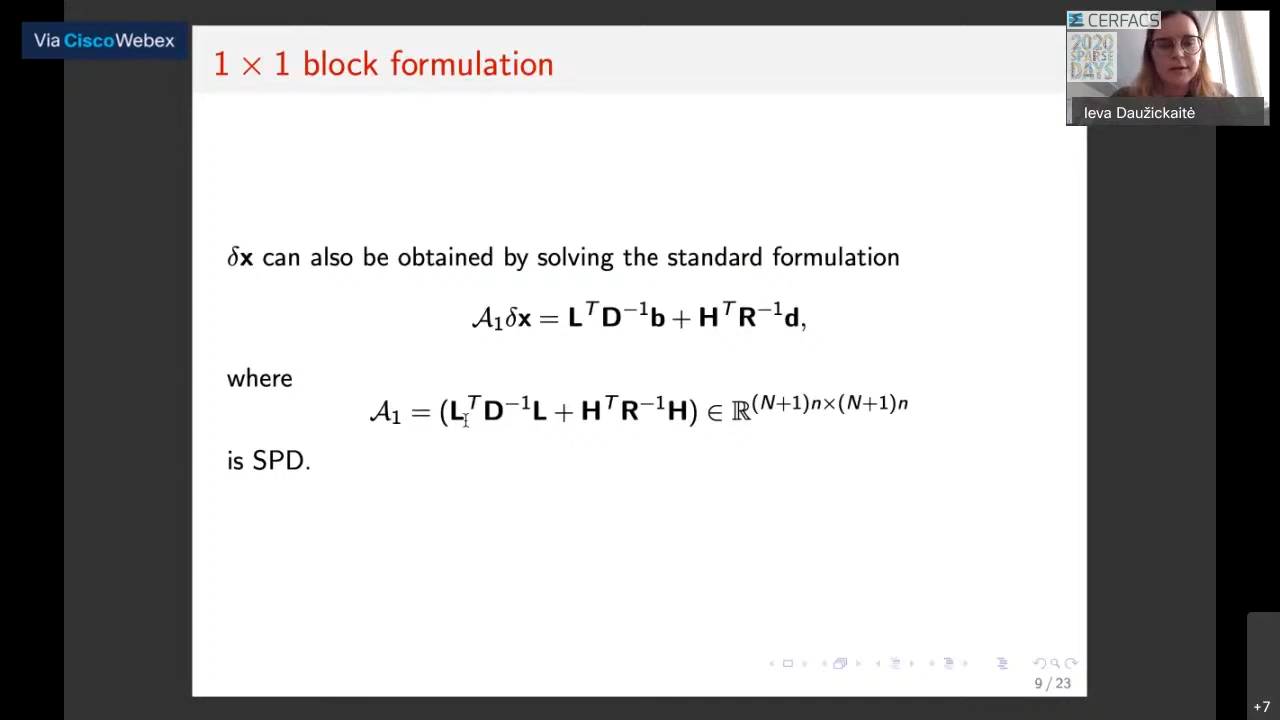 Via Cisco Webex
1 × 1 block formulation
CERFACS
2020
SPARSE
DAYS
Ieva Daužickaitė
δx can also be obtained by solving the standard formulation
𝒜₁δx = LᵀD⁻¹b + HᵀR⁻¹d,
where
𝒜₁ = (LᵀD⁻¹L + HᵀR⁻¹H) ∈ ℝ^(N+1)n×(N+1)n
is SPD.
9 / 23
+7